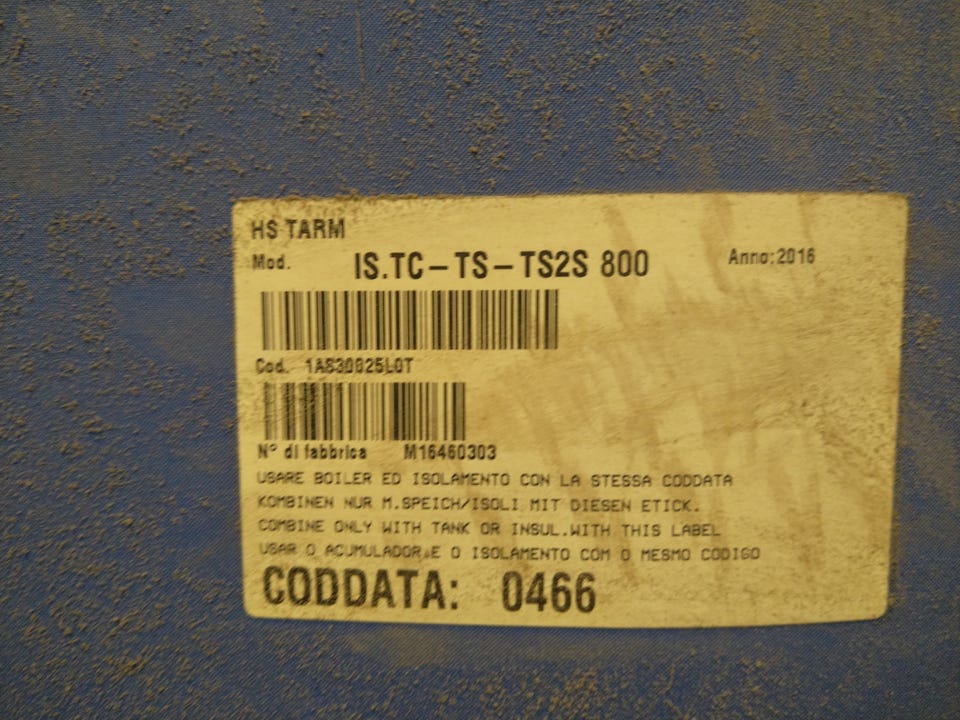 HS TARM
Mod. IS.TC-TS-TS2S 800 Anno:2016
Cod. 1AS30825L0T
N° di fabbrica M16460303
USARE BOILER ED ISOLAMENTO CON LA STESSA CODDATA
KOMBINEN NUR M.SPEICH/ISOLI MIT DIESEN ETICK.
COMBINE ONLY WITH TANK OR INSUL.WITH THIS LABEL
USAR O ACUMULADOR.E O ISOLAMENTO COM O MESMO CODIGO
CODDATA: 0466